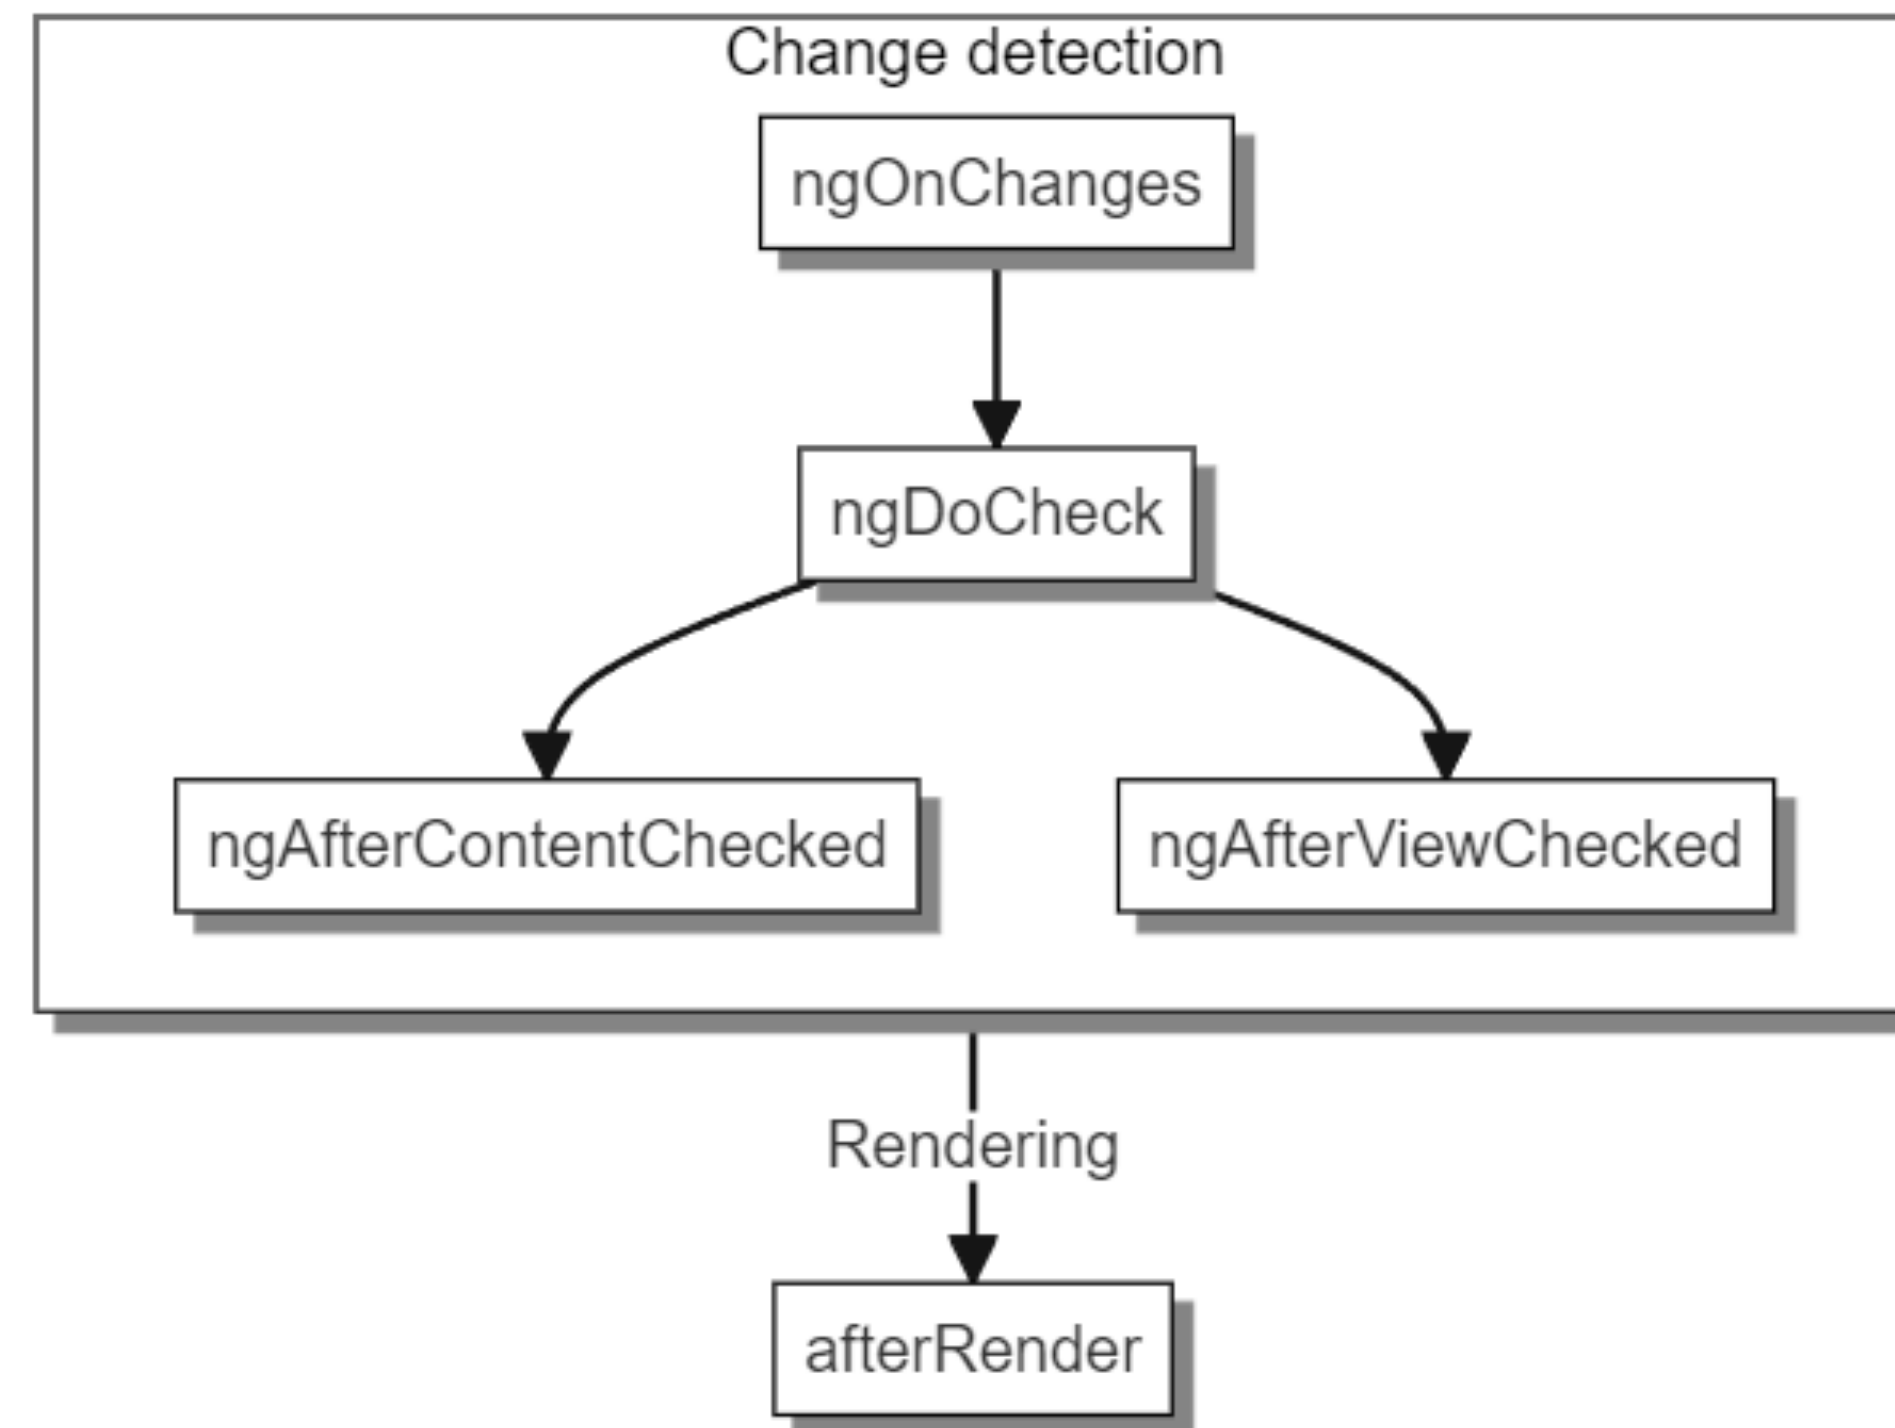 Change detection
ngOnChanges
ngDoCheck
ngAfterContentChecked
ngAfterViewChecked
Rendering
afterRender